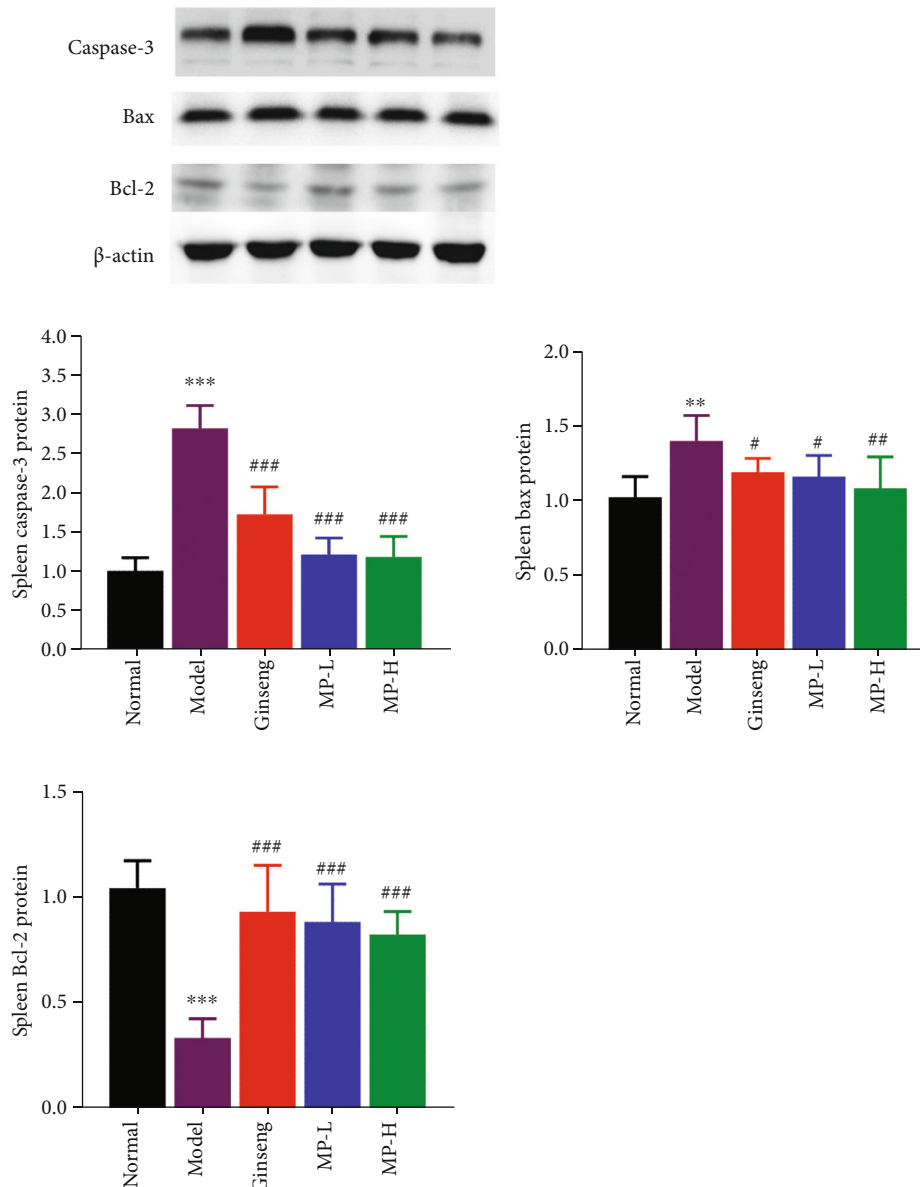 Caspase-3
Bax
Bcl-2
β-actin
Spleen caspase-3 protein
4.0
3.5
3.0
2.5
2.0
1.5
1.0
0.5
0.0
***
###
###
###
Normal
Model
Ginseng
MP-L
MP-H
Spleen bax protein
2.0
1.5
1.0
0.5
0.0
**
#
#
##
Normal
Model
Ginseng
MP-L
MP-H
Spleen Bcl-2 protein
1.5
1.0
0.5
0.0
***
###
###
###
Normal
Model
Ginseng
MP-L
MP-H